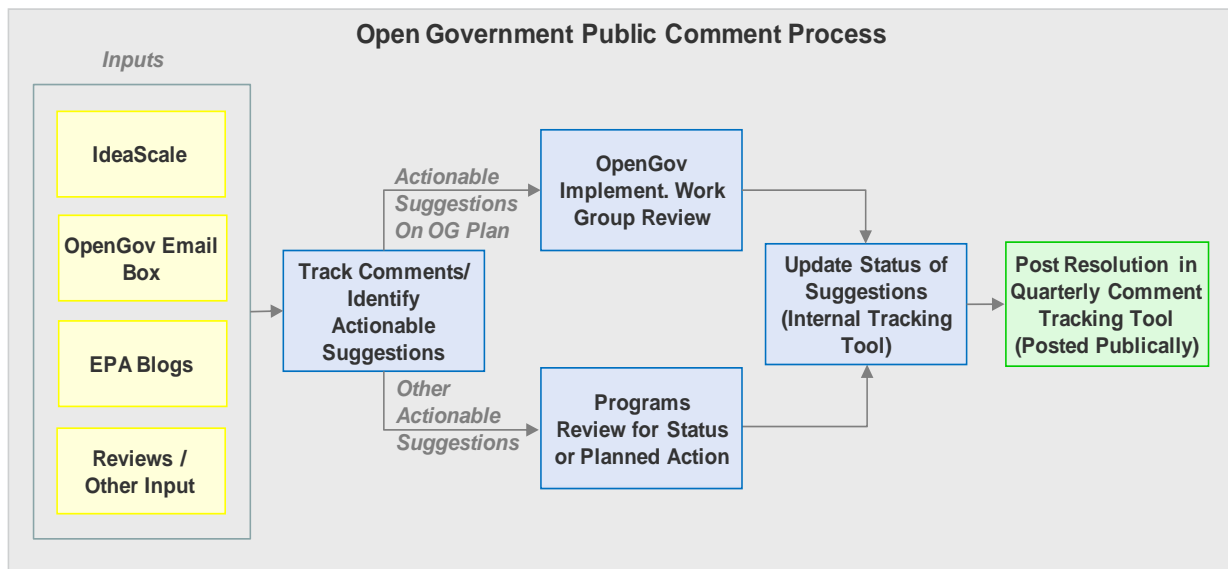 Open Government Public Comment Process
Inputs
IdeaScale
OpenGov Email
Box
EPA Blogs
Reviews /
Other Input
Track Comments/
Identify
Actionable
Suggestions
Actionable
Suggestions
On OG Plan
OpenGov
Implement. Work
Group Review
Other
Actionable
Suggestions
Programs
Review for Status
or Planned Action
Update Status of
Suggestions
(Internal Tracking
Tool)
Post Resolution in
Quarterly Comment
Tracking Tool
(Posted Publically)